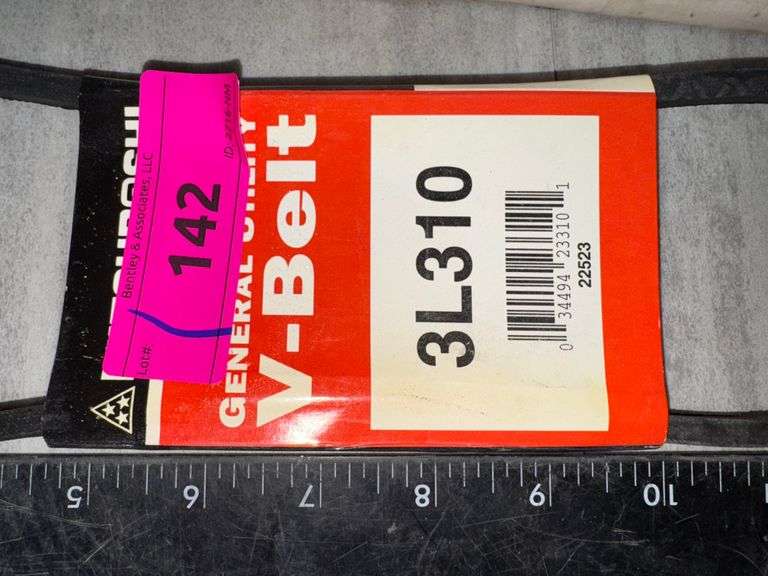 Bentley & Associates, LLC
Lot#:
142
GENERAL UTILITY
V-Belt
3L310
0 34494 23310 1
22523
5 6 7 8 9 10